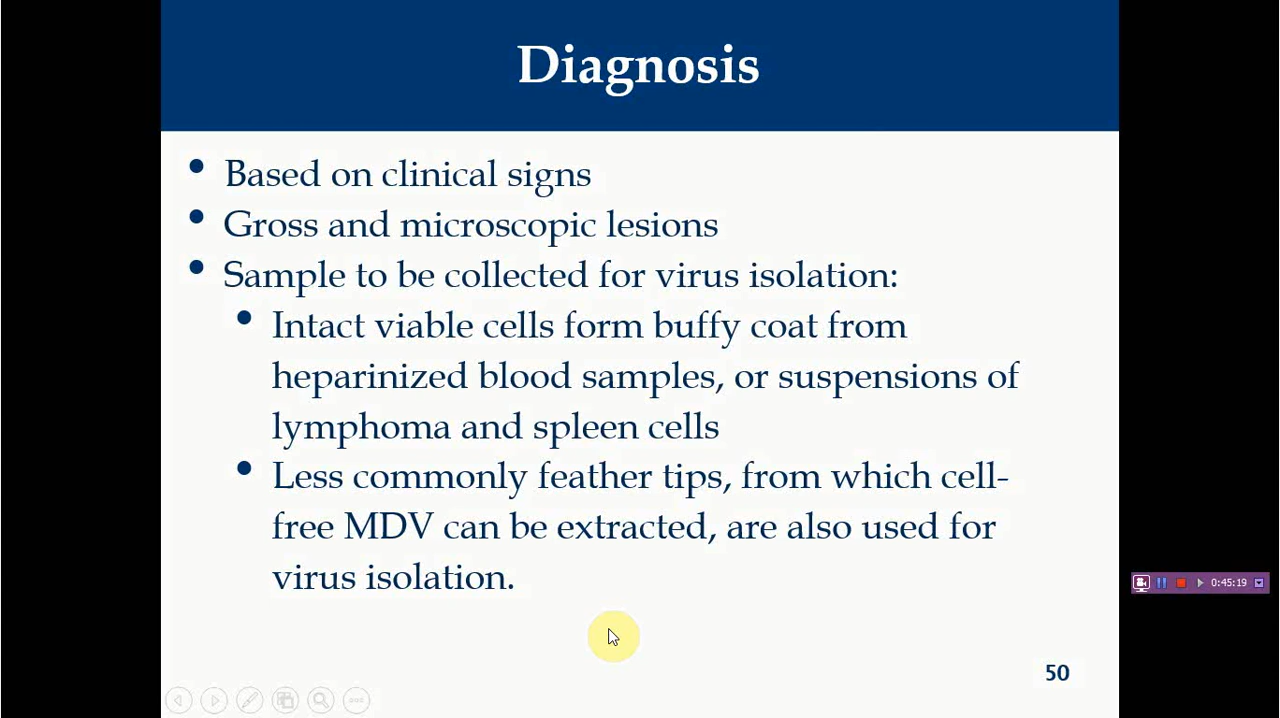 Diagnosis
• Based on clinical signs
• Gross and microscopic lesions
• Sample to be collected for virus isolation:
• Intact viable cells form buffy coat from
heparinized blood samples, or suspensions of
lymphoma and spleen cells
• Less commonly feather tips, from which cell-
free MDV can be extracted, are also used for
virus isolation.
0:45:19
50